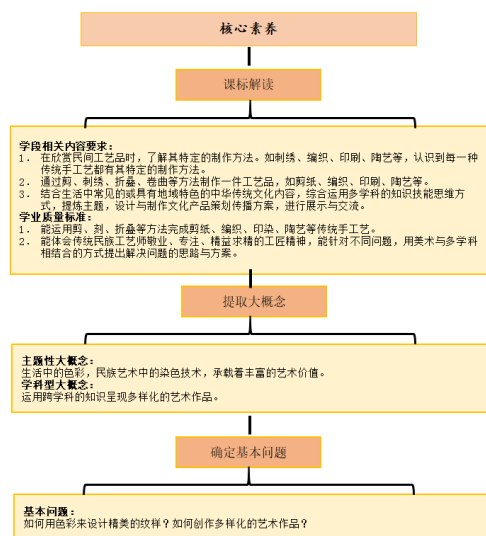 核心素养
课标解读
学段相关内容要求：
1、 在欣赏民间工艺品时，了解其特定的制作方法。如刺绣、编织、印刷、陶艺等，认识到每一种
传统手工艺都有其特定的制作方法。
2、 通过剪、刺绣、折叠、卷曲等方法制作一件工艺品，如剪纸、编织、印刷、陶艺等。
3、 结合生活中常见的或具有地域特色的中华传统文化内容，综合运用多学科的知识技能思维方
式，提炼主题，设计与制作文化产品策划传播方案，进行展示与交流。
学业质量标准：
1、 能运用剪、刻、折叠等方法完成剪纸、编织、印染、陶艺等传统手工艺。
2、 能体会传统民族工艺师敬业、专注、精益求精的工匠精神，能针对不同问题，用美术与多学科
相结合的方式提出解决问题的思路与方案。
提取大概念
主题性大概念：
生活中的色彩，民族艺术中的染色技术，承载着丰富的艺术价值。
学科型大概念：
运用跨学科的知识呈现多样化的艺术作品。
确定基本问题
基本问题：
如何用色彩来设计精美的纹样？如何创作多样化的艺术作品？